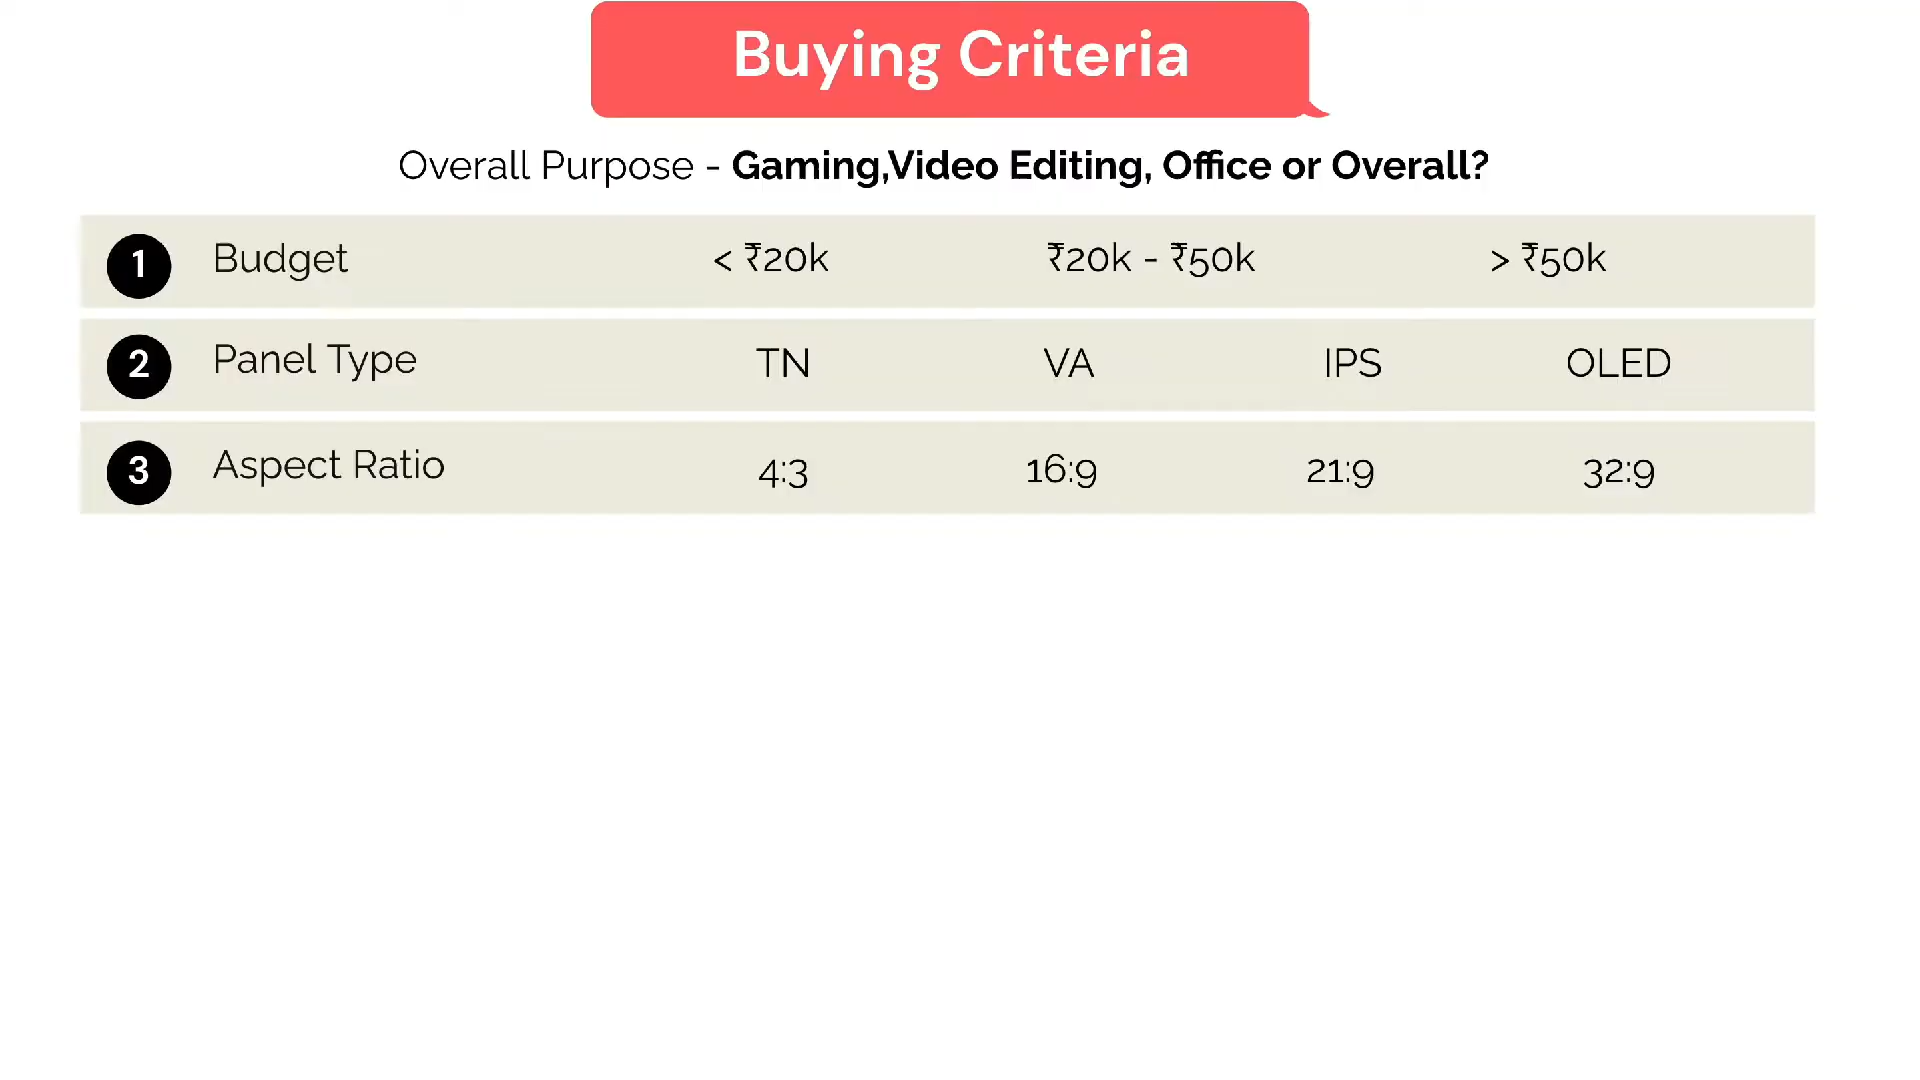 Buying Criteria
Overall Purpose - Gaming,Video Editing, Office or Overall?
1 Budget < ₹20k ₹20k - ₹50k > ₹50k
2 Panel Type TN VA IPS OLED
3 Aspect Ratio 4:3 16:9 21:9 32:9